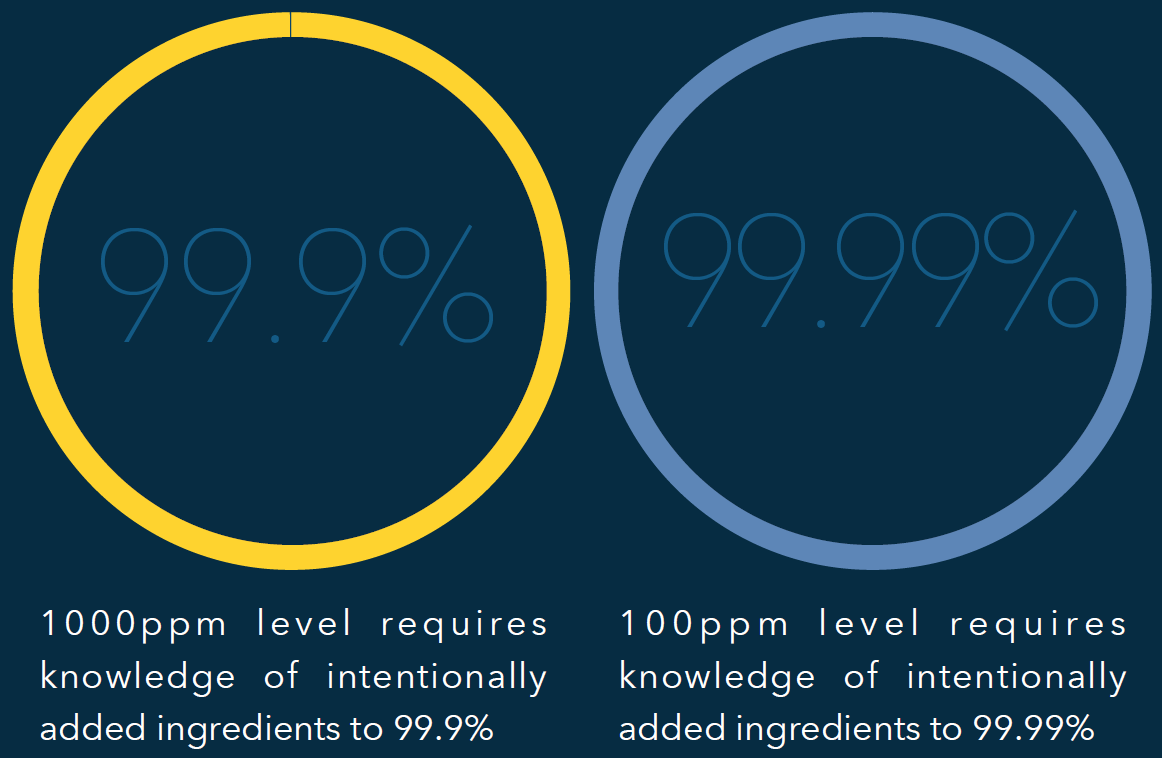 99.9%
1000ppm level requires
knowledge of intentionally
added ingredients to 99.9%
99.99%
100ppm level requires
knowledge of intentionally
added ingredients to 99.99%